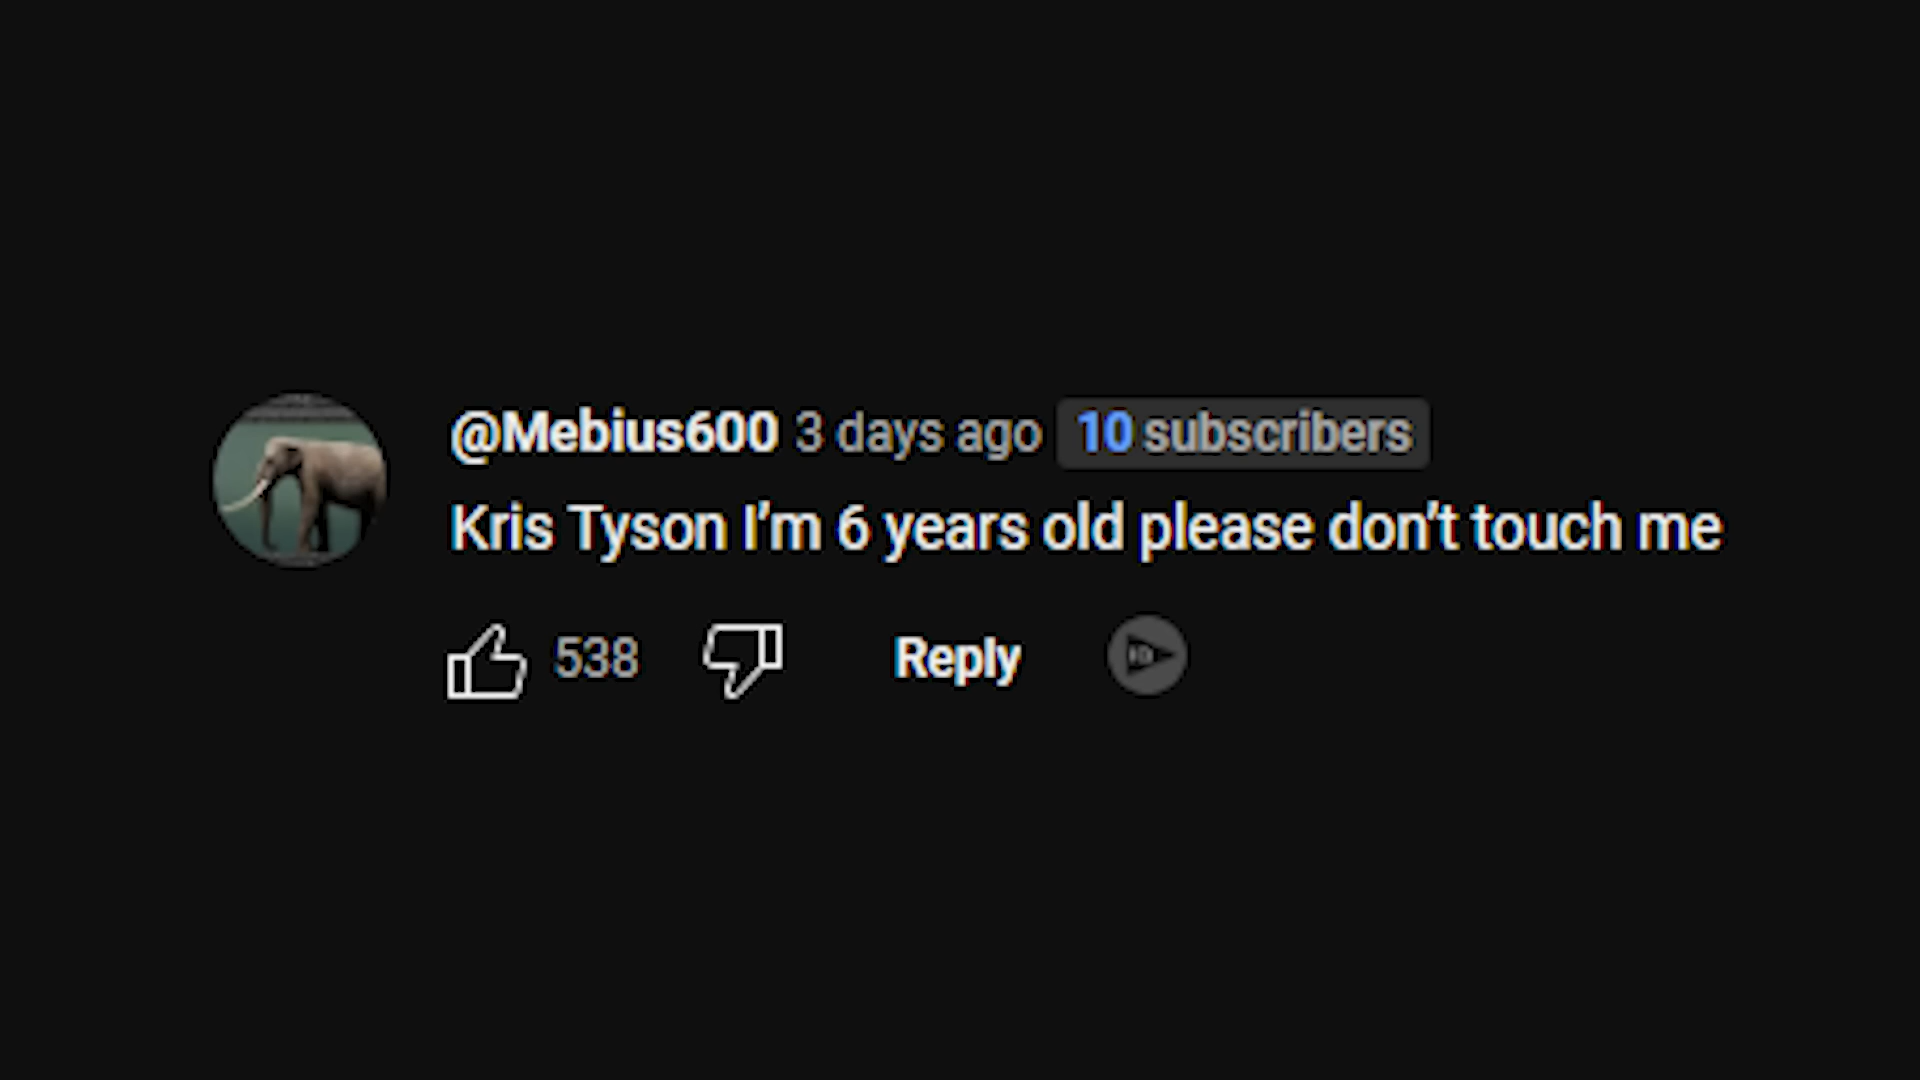 @Mebius600 3 days ago 10 subscribers
Kris Tyson I'm 6 years old please don't touch me
538 Reply